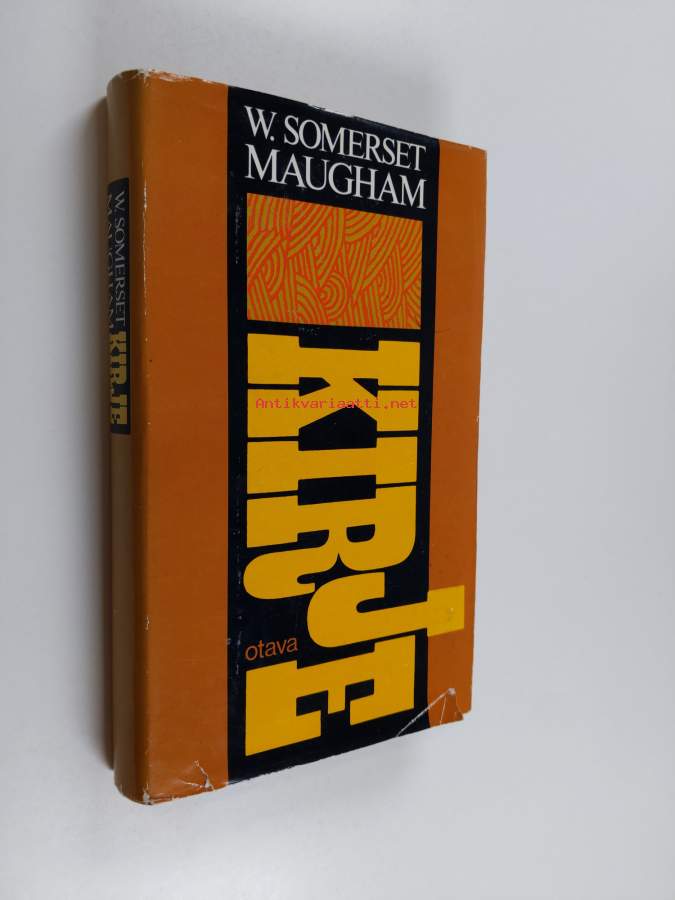 W. SOMERSET
MAUGHAM
KIRJE
otava
W. SOMERSET
MAUGHAM
KIRJE
Antikvariaatti.net